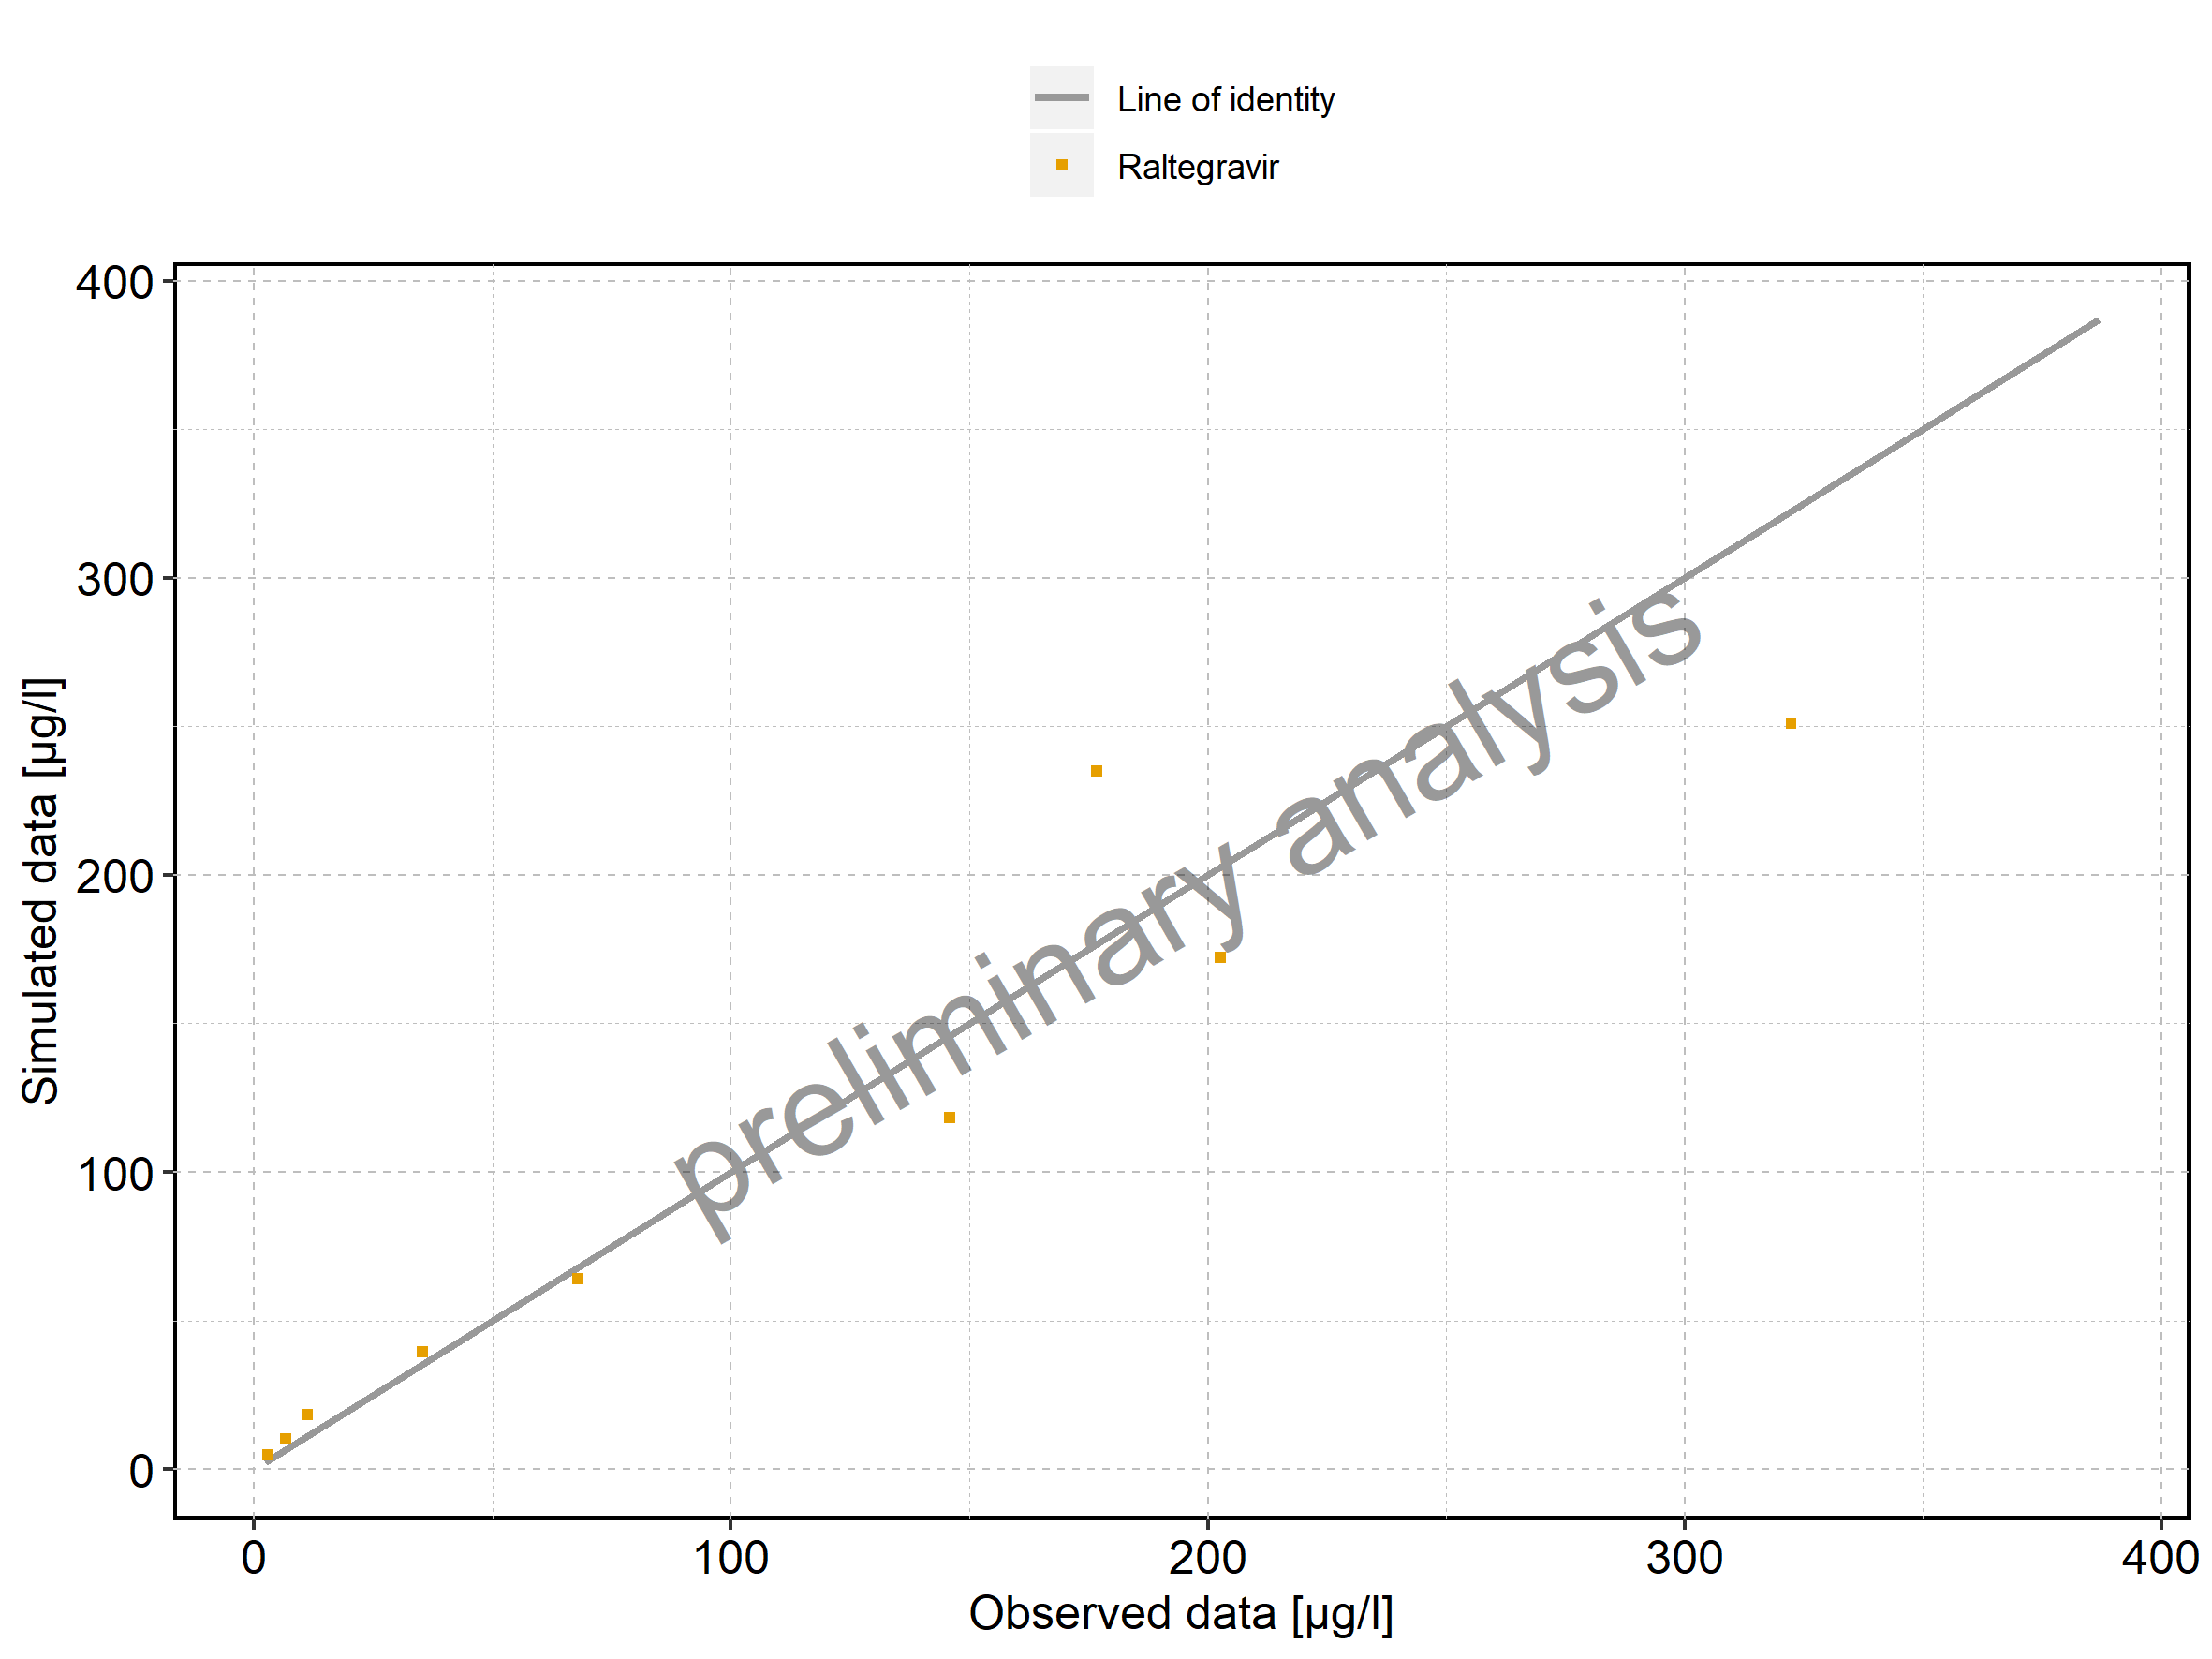 Line of identity
Raltegravir
400
300
200
100
0
Simulated data [µg/l]
preliminary analysis
0 100 200 300 400
Observed data [µg/l]